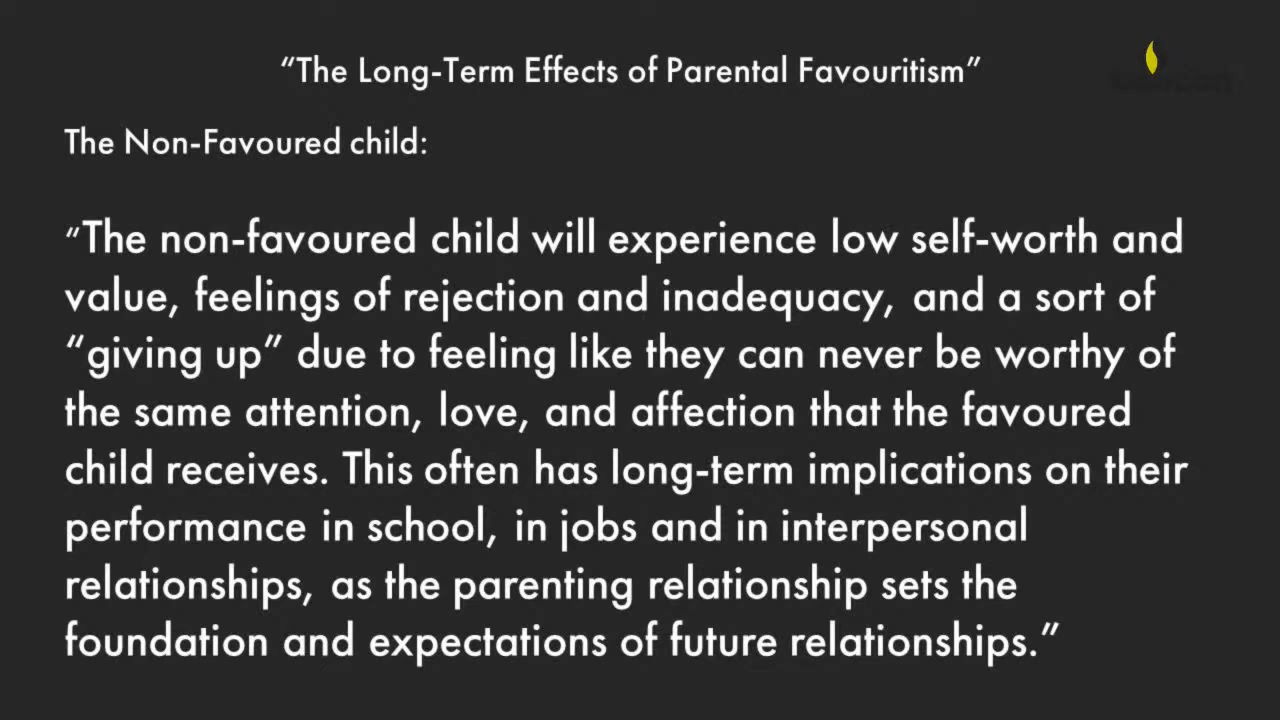 “The Long-Term Effects of Parental Favouritism”
The Non-Favoured child:
“The non-favoured child will experience low self-worth and
value, feelings of rejection and inadequacy, and a sort of
“giving up” due to feeling like they can never be worthy of
the same attention, love, and affection that the favoured
child receives. This often has long-term implications on their
performance in school, in jobs and in interpersonal
relationships, as the parenting relationship sets the
foundation and expectations of future relationships.”